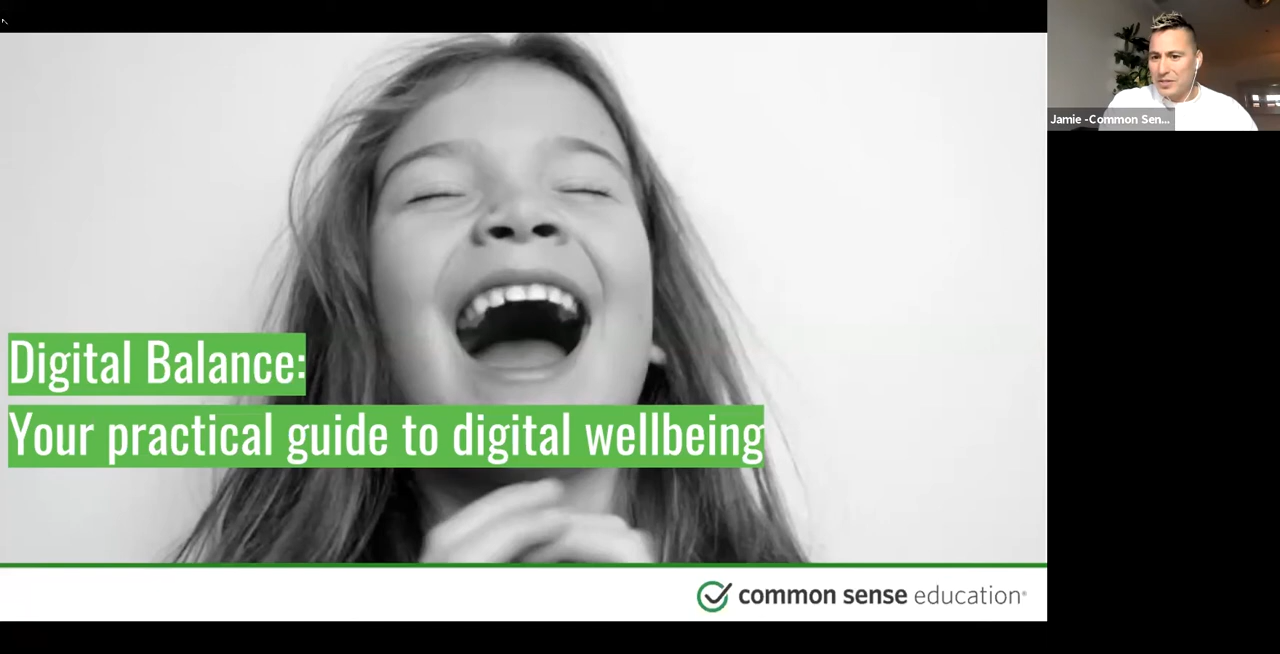 Jamie -Common Sen...
Digital Balance:
Your practical guide to digital wellbeing
common sense education®